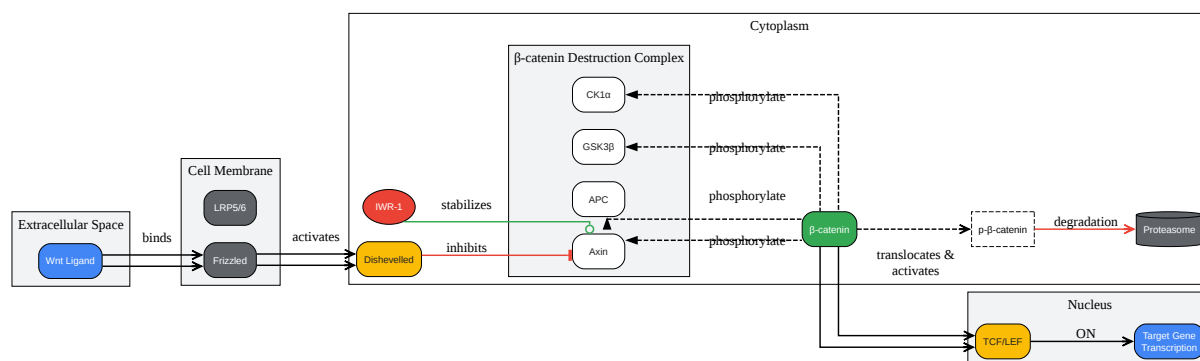 Cytoplasm
β-catenin Destruction Complex
CK1α
phosphorylate
GSK3β
phosphorylate
Cell Membrane
LRP5/6
IWR-1
stabilizes
APC
phosphorylate
Extracellular Space
Wnt Ligand
binds
Frizzled
activates
Dishevelled
inhibits
Axin
phosphorylate
β-catenin
translocates &
activates
p-β-catenin
degradation
Proteasome
Nucleus
TCF/LEF
ON
Target Gene
Transcription